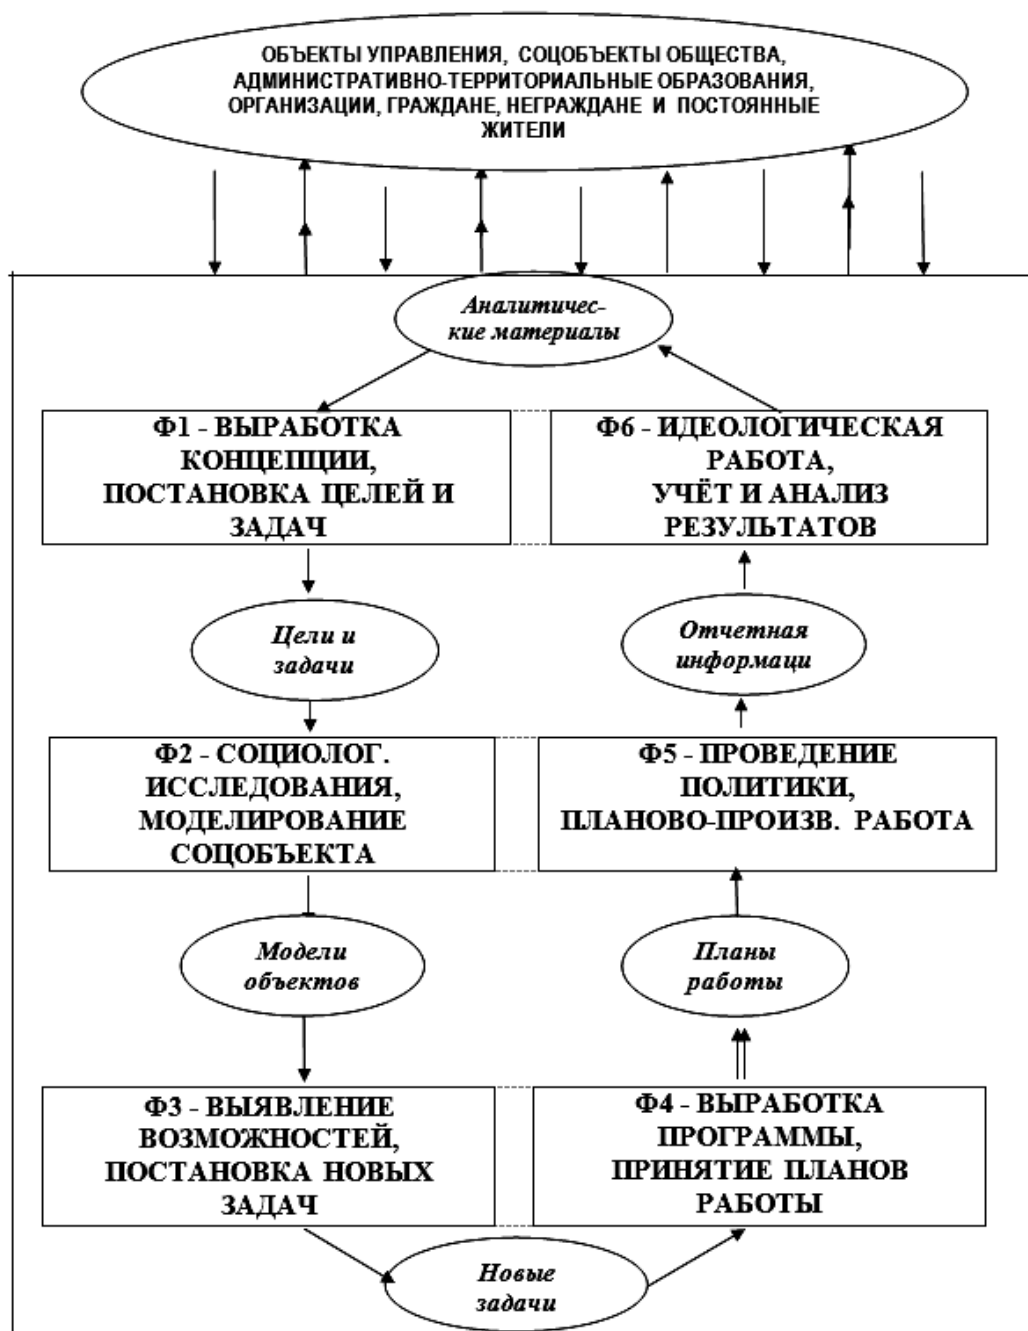 ОБЪЕКТЫ УПРАВЛЕНИЯ, СОЦОБЪЕКТЫ ОБЩЕСТВА,
АДМИНИСТРАТИВНО-ТЕРРИТОРИАЛЬНЫЕ ОБРАЗОВАНИЯ,
ОРГАНИЗАЦИИ, ГРАЖДАНЕ, НЕГРАЖДАНЕ И ПОСТОЯННЫЕ
ЖИТЕЛИ
Аналитичес-
кие материалы
Ф1 - ВЫРАБОТКА
КОНЦЕПЦИИ,
ПОСТАНОВКА ЦЕЛЕЙ И
ЗАДАЧ
Ф6 - ИДЕОЛОГИЧЕСКАЯ
РАБОТА,
УЧЁТ И АНАЛИЗ
РЕЗУЛЬТАТОВ
Цели и
задачи
Отчетная
информаци
Ф2 - СОЦИОЛОГ.
ИССЛЕДОВАНИЯ,
МОДЕЛИРОВАНИЕ
СОЦОБЪЕКТА
Ф5 - ПРОВЕДЕНИЕ
ПОЛИТИКИ,
ПЛАНОВО-ПРОИЗВ. РАБОТА
Модели
объектов
Планы
работы
Ф3 - ВЫЯВЛЕНИЕ
ВОЗМОЖНОСТЕЙ,
ПОСТАНОВКА НОВЫХ
ЗАДАЧ
Ф4 - ВЫРАБОТКА
ПРОГРАММЫ,
ПРИНЯТИЕ ПЛАНОВ
РАБОТЫ
Новые
задачи